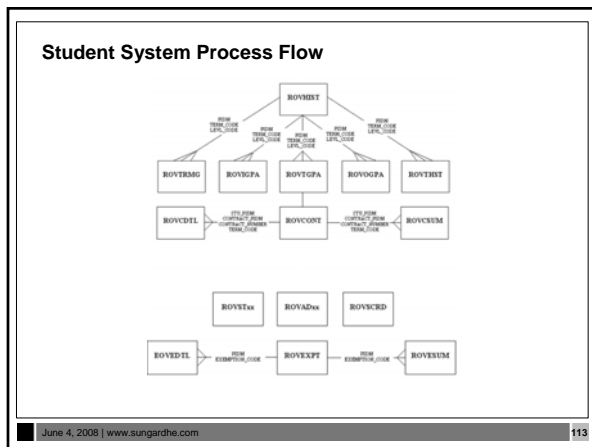 Student System Process Flow
ROVHIST
PIDM
TERM_CODE
LEVL_CODE
PIDM
TERM_CODE
LEVL_CODE
PIDM
TERM_CODE
LEVL_CODE
PIDM
TERM_CODE
LEVL_CODE
PIDM
TERM_CODE
LEVL_CODE
ROVTRMG ROVIGPA ROVTGPA ROVOGPA ROVTHST
ROVCDTL
STU_PIDM
CONTRACT_PIDM
CONTRACT_NUMBER
TERM_CODE
ROVCONT
STU_PIDM
CONTRACT_PIDM
CONTRACT_NUMBER
TERM_CODE
ROVCSUM
ROVSTxx ROVADxx ROVSCRD
EOVEDTL
PIDM
EXEMPTION_CODE
ROVEXPT
PIDM
EXEMPTION_CODE
ROVESUM
June 4, 2008 | www.sungardhe.com 113